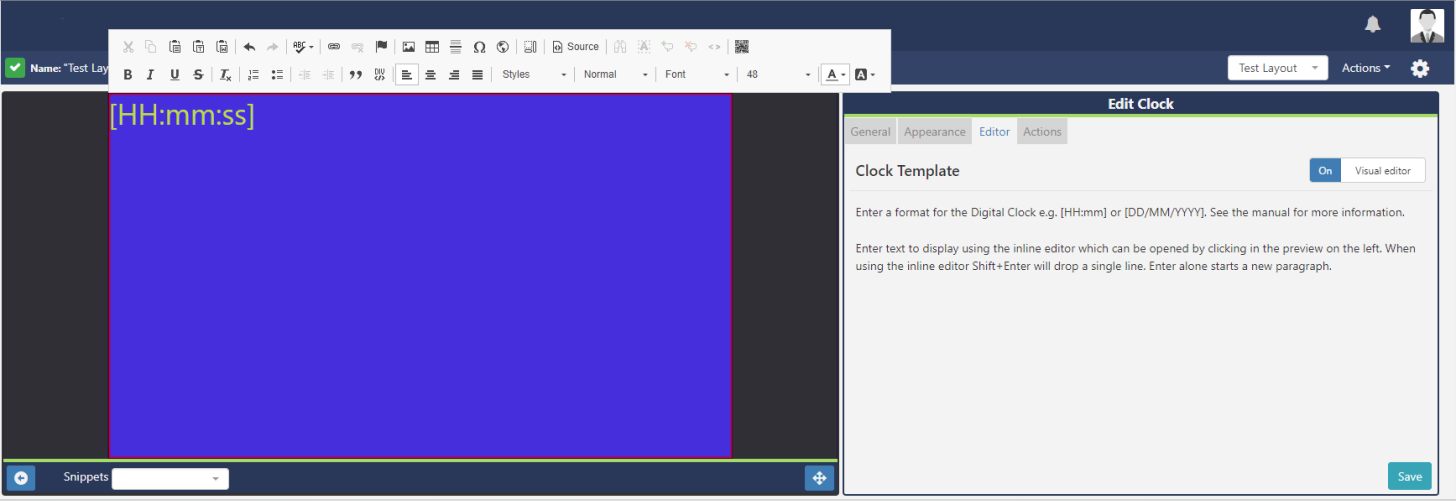 Source
Styles
Normal
Font
48
Name: "Test Lay
Test Layout
Actions
[HH:mm:ss]
Edit Clock
General
Appearance
Editor
Actions
Clock Template
On
Visual editor
Enter a format for the Digital Clock e.g. [HH:mm] or [DD/MM/YYYY]. See the manual for more information.
Enter text to display using the inline editor which can be opened by clicking in the preview on the left. When
using the inline editor Shift+Enter will drop a single line. Enter alone starts a new paragraph.
Snippets
Save